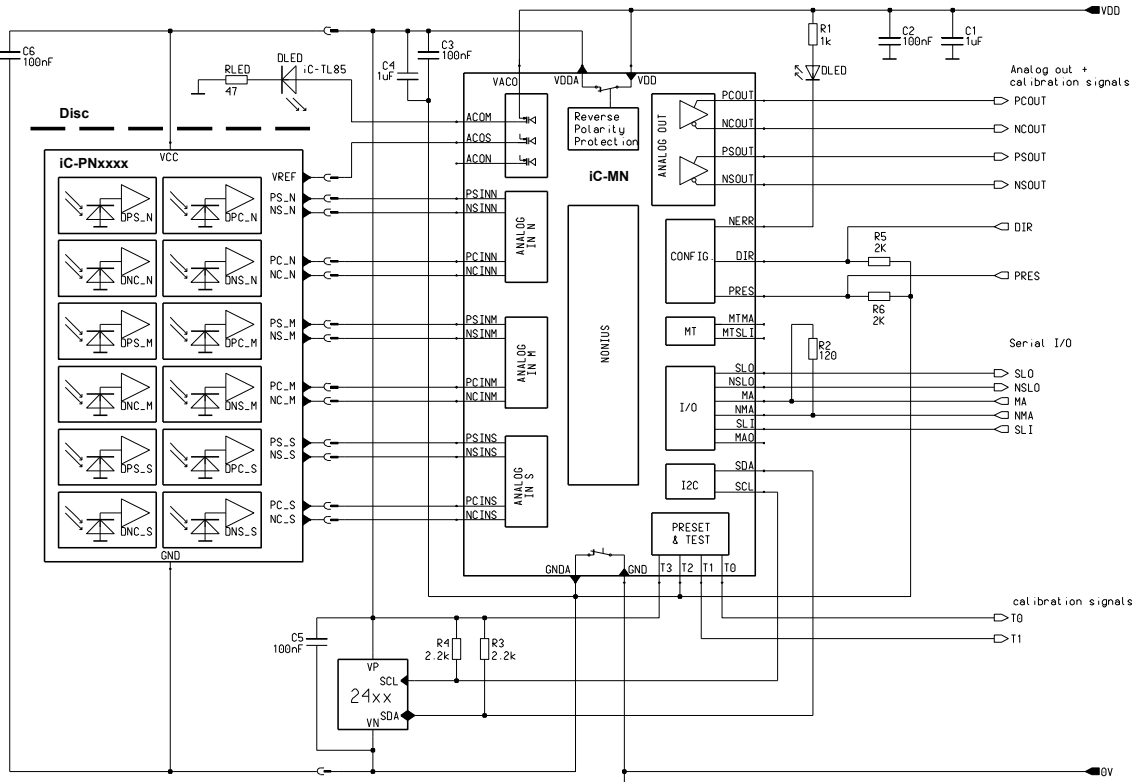 VDD
C6
100nF
C3
100nF
C4
1uF
R1
1k
C2
100nF
C1
1uF
DLED
iC-TL85
RLED
47
DLED
Disc
Analog out +
calibration signals
VACO
VDDA
VDD
ACOM
ACOS
ACON
Reverse
Polarity
Protection
ANALOG OUT
PCOUT
NCOUT
PSOUT
NSOUT
PCOUT
NCOUT
PSOUT
NSOUT
iC-MN
iC-PNxxxx
VCC
VREF
DPS_N
DPC_N
PS_N
NS_N
PSINN
NSINN
ANALOG
IN N
DNC_N
DNS_N
PC_N
NC_N
PCINN
NCINN
DPS_M
DPC_M
PS_M
NS_M
PSINM
NSINM
ANALOG
IN M
DNC_M
DNS_M
PC_M
NC_M
PCINM
NCINM
DPS_S
DPC_S
PS_S
NS_S
PSINS
NSINS
ANALOG
IN S
DNC_S
DNS_S
PC_S
NC_S
PCINS
NCINS
GND
NONIUS
CONFIG.
NERR
DIR
PRES
DIR
R5
2K
PRES
R6
2K
MT
MTMA
MTSLI
R2
120
Serial I/O
I/O
SLO
NSLO
MA
NMA
SLI
MAO
SLO
NSLO
MA
NMA
SLI
I2C
SDA
SCL
PRESET
& TEST
GNDA
GND
T3
T2
T1
T0
calibration signals
T0
T1
C5
100nF
R4
2.2k
R3
2.2k
VP
SCL
24xx
SDA
VN
0V